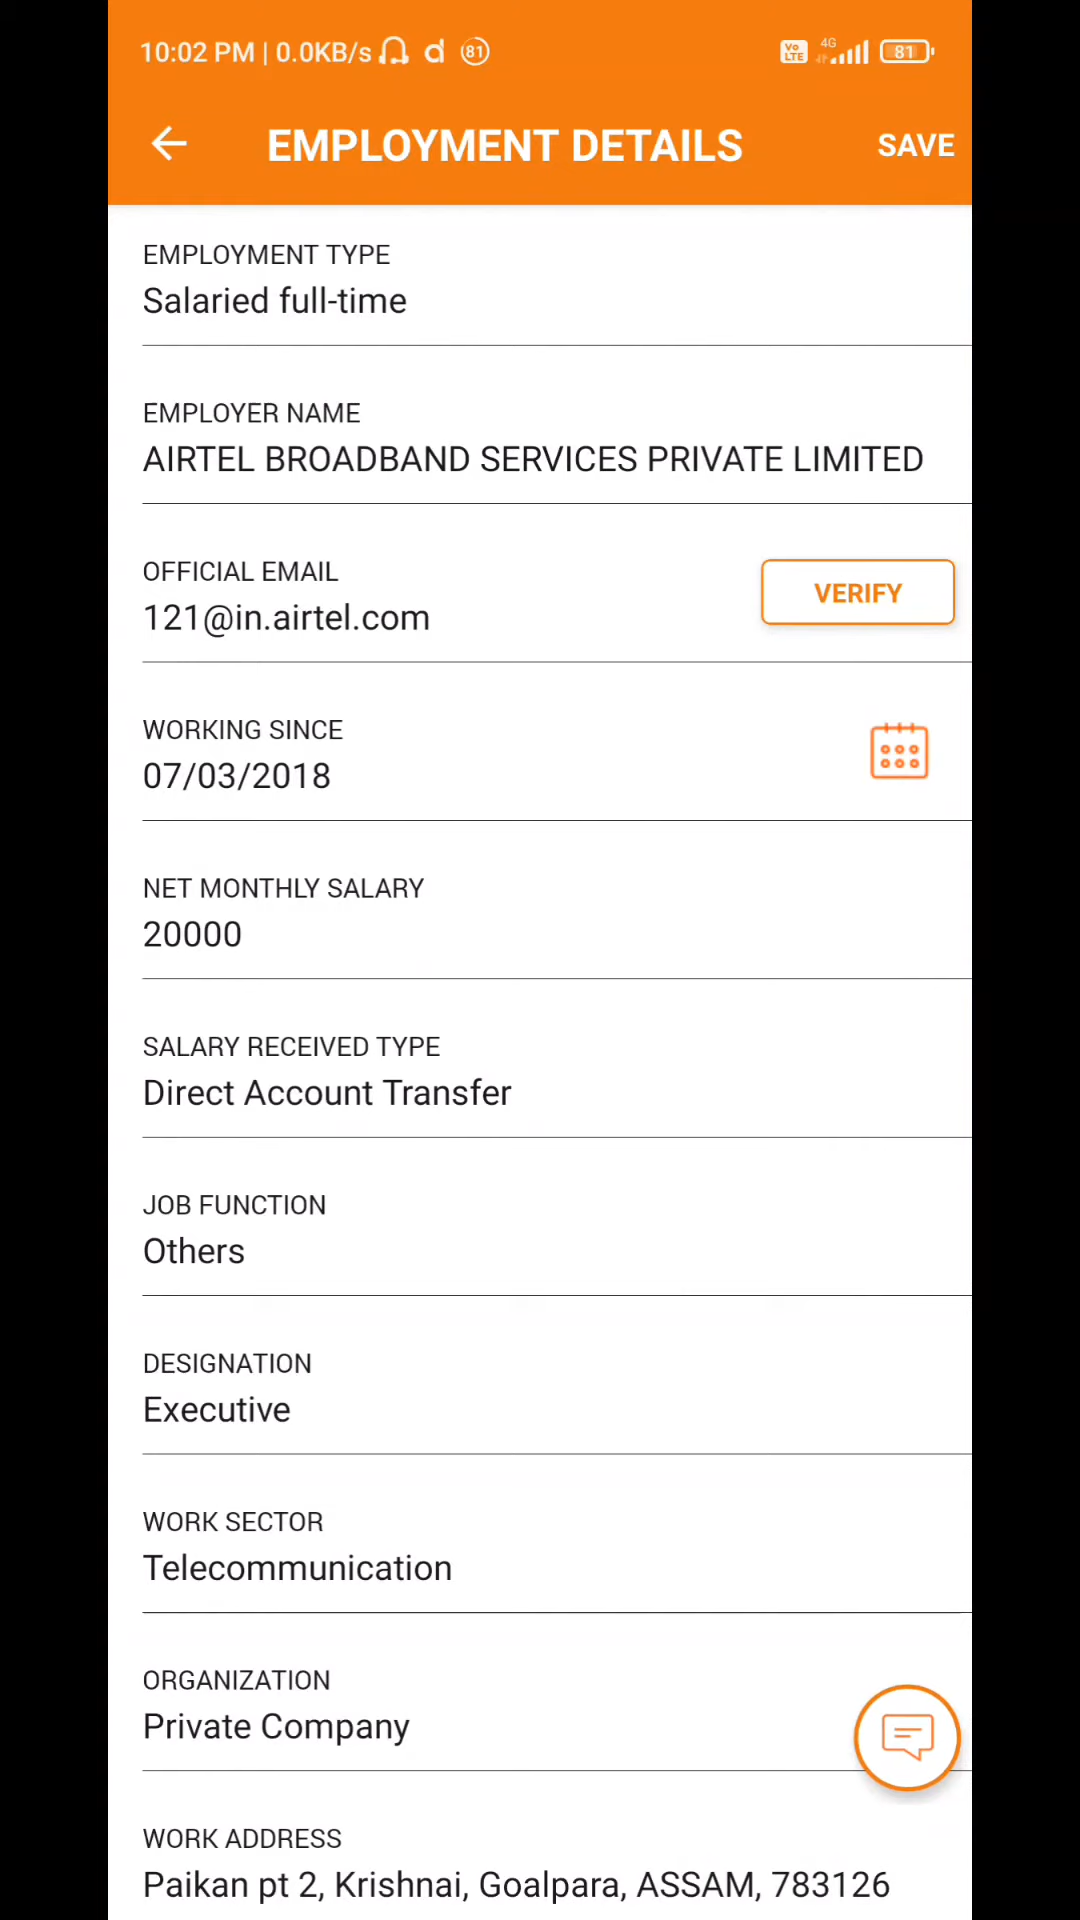 10:02 PM | 0.0KB/s d 81 Vo LTE 4G 81
EMPLOYMENT DETAILS SAVE
EMPLOYMENT TYPE
Salaried full-time
EMPLOYER NAME
AIRTEL BROADBAND SERVICES PRIVATE LIMITED
OFFICIAL EMAIL
121@in.airtel.com VERIFY
WORKING SINCE
07/03/2018
NET MONTHLY SALARY
20000
SALARY RECEIVED TYPE
Direct Account Transfer
JOB FUNCTION
Others
DESIGNATION
Executive
WORK SECTOR
Telecommunication
ORGANIZATION
Private Company
WORK ADDRESS
Paikan pt 2, Krishnai, Goalpara, ASSAM, 783126